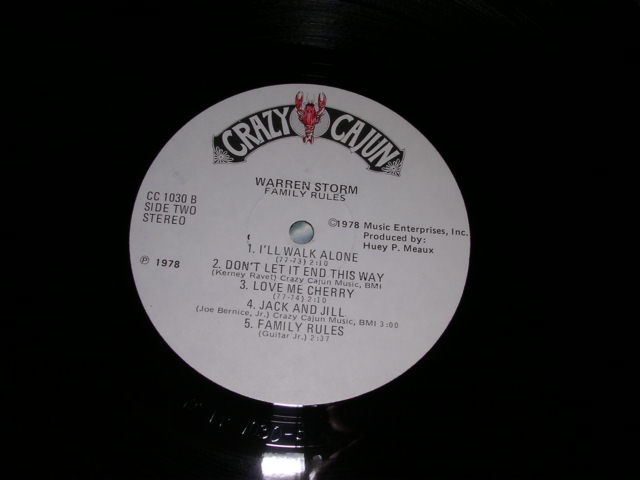 CRAZY CAJUN
WARREN STORM
FAMILY RULES
CC 1030 B
SIDE TWO
STEREO
©1978 Music Enterprises, Inc.
Produced by:
Huey P. Meaux
℗ 1978
1. I'LL WALK ALONE
(77-73) 2:10
2. DON'T LET IT END THIS WAY
(Kerney Ravet) Crazy Cajun Music, BMI
3. LOVE ME CHERRY
(77-74) 2:10
4. JACK AND JILL
(Joe Bernice, Jr.) Crazy Cajun Music, BMI 3:00
5. FAMILY RULES
(Guitar Jr.) 2:37